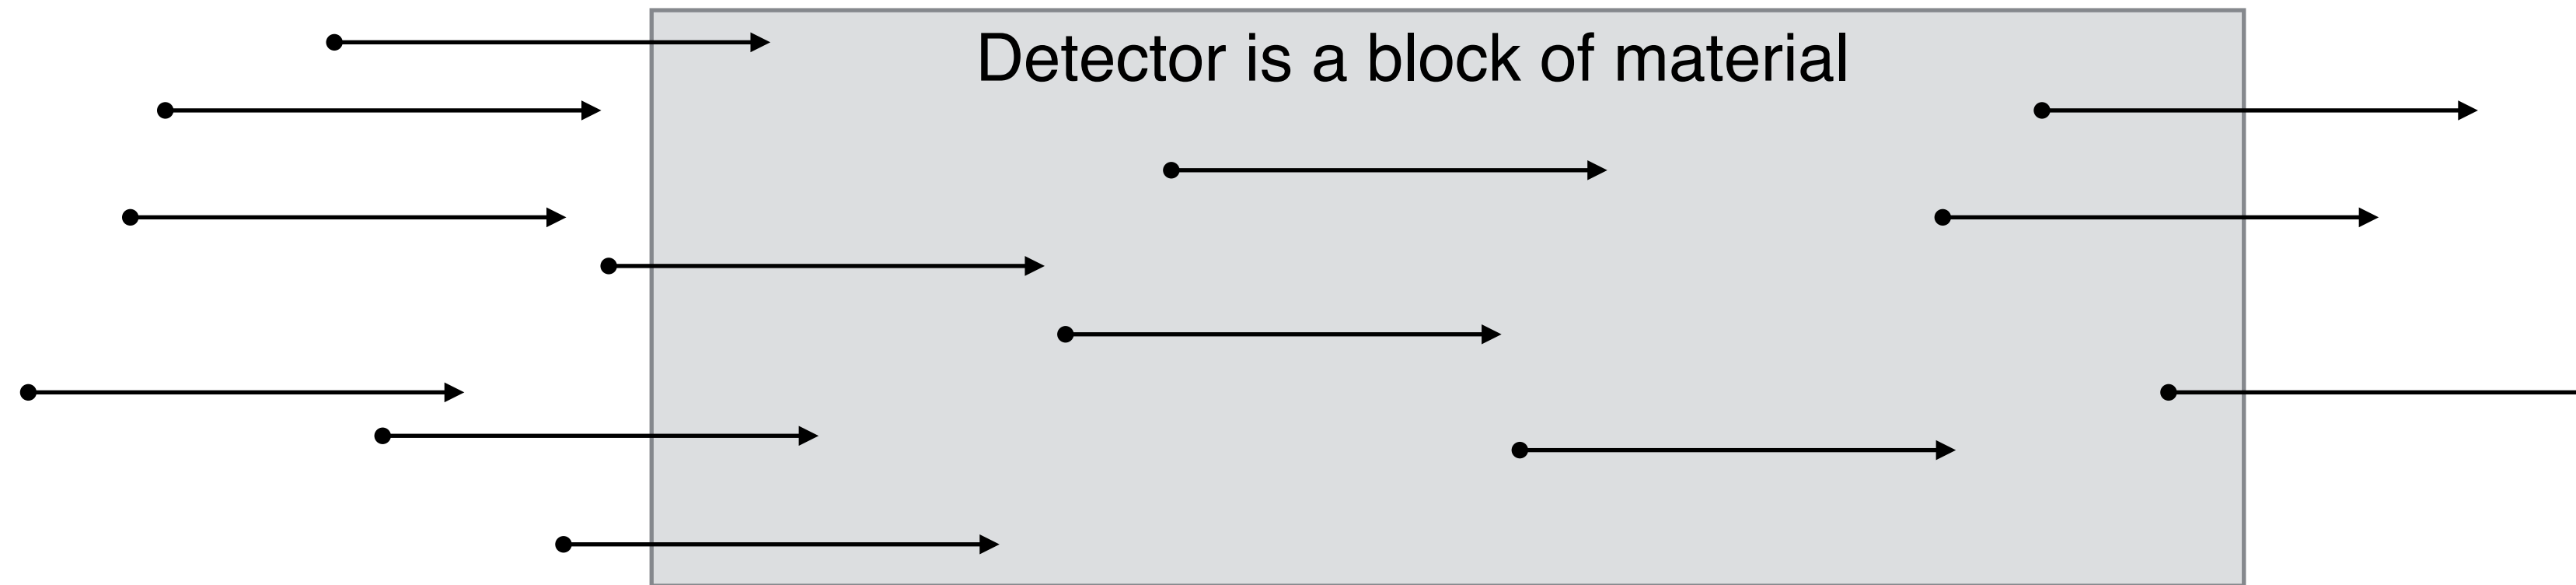 Detector is a block of material